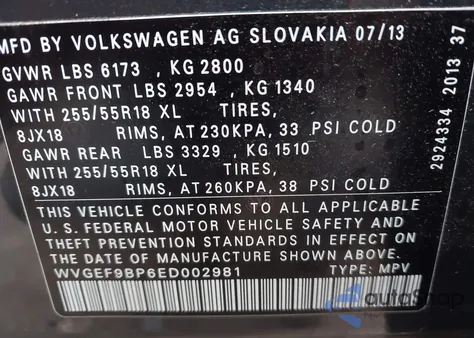 MFD BY VOLKSWAGEN AG SLOVAKIA 07/13
GVWR LBS 6173 , KG 2800
GAWR FRONT LBS 2954 , KG 1340
WITH 255/55R18 XL TIRES,
8JX18 RIMS, AT 230KPA, 33 PSI COLD
GAWR REAR LBS 3329 , KG 1510
WITH 255/55R18 XL TIRES,
8JX18 RIMS, AT 260KPA, 38 PSI COLD
THIS VEHICLE CONFORMS TO ALL APPLICABLE
U.S. FEDERAL MOTOR VEHICLE SAFETY AND
THEFT PREVENTION STANDARDS IN EFFECT ON
THE DATE OF MANUFACTURE SHOWN ABOVE.
WVGEF9BP6ED002981 TYPE: MPV
2924334 2013 37
autoShop